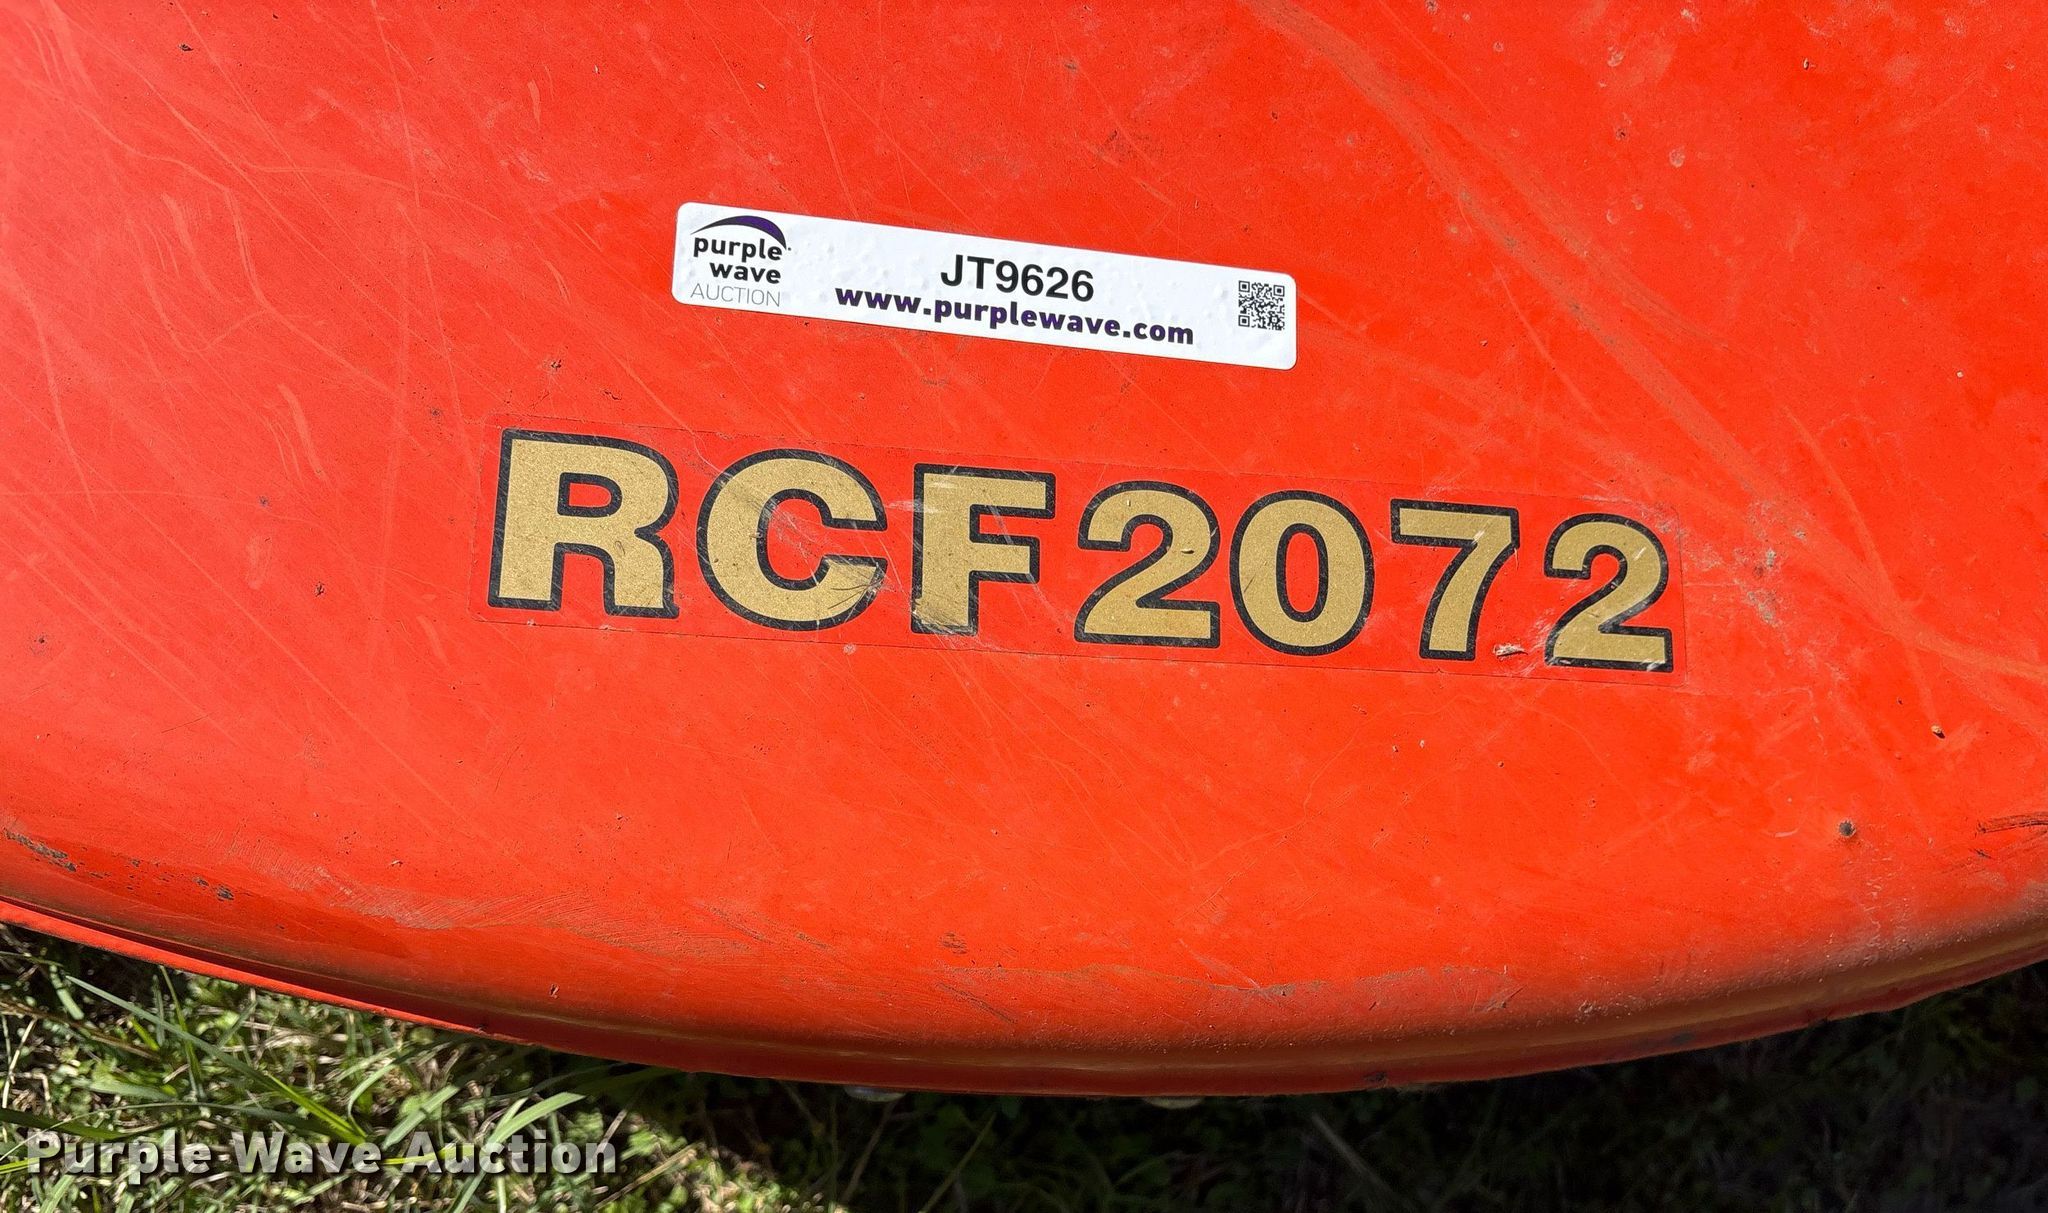 purple
wave
AUCTION
JT9626
www.purplewave.com
RCF2072
Purple Wave Auction